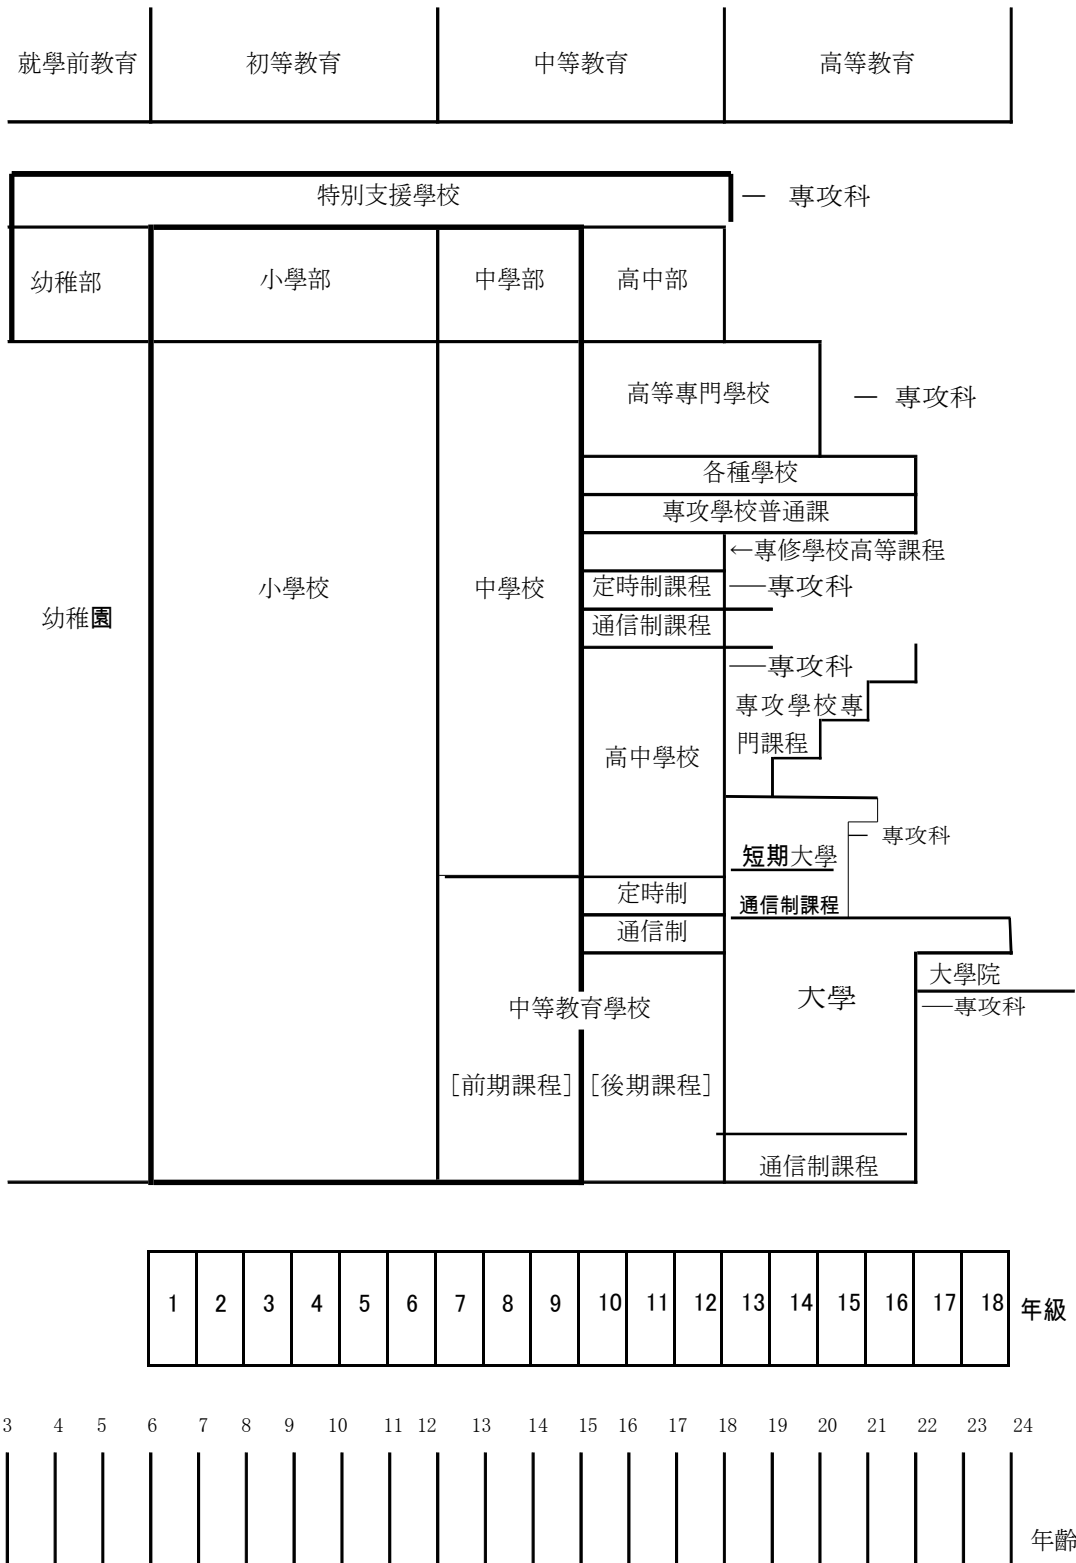 就學前教育 初等教育 中等教育 高等教育
特別支援學校 — 專攻科
幼稚部 小學部 中學部 高中部
高等專門學校 — 專攻科
各種學校
專攻學校普通課
←專修學校高等課程
小學校 中學校 定時制課程 —專攻科
幼稚園 通信制課程
—專攻科
專攻學校專
門課程
高中學校
— 專攻科
短期大學
定時制 通信制課程
通信制
大學院
大學
中等教育學校 —專攻科
[前期課程] [後期課程]
通信制課程
1 2 3 4 5 6 7 8 9 10 11 12 13 14 15 16 17 18 年級
3 4 5 6 7 8 9 10 11 12 13 14 15 16 17 18 19 20 21 22 23 24
年齡